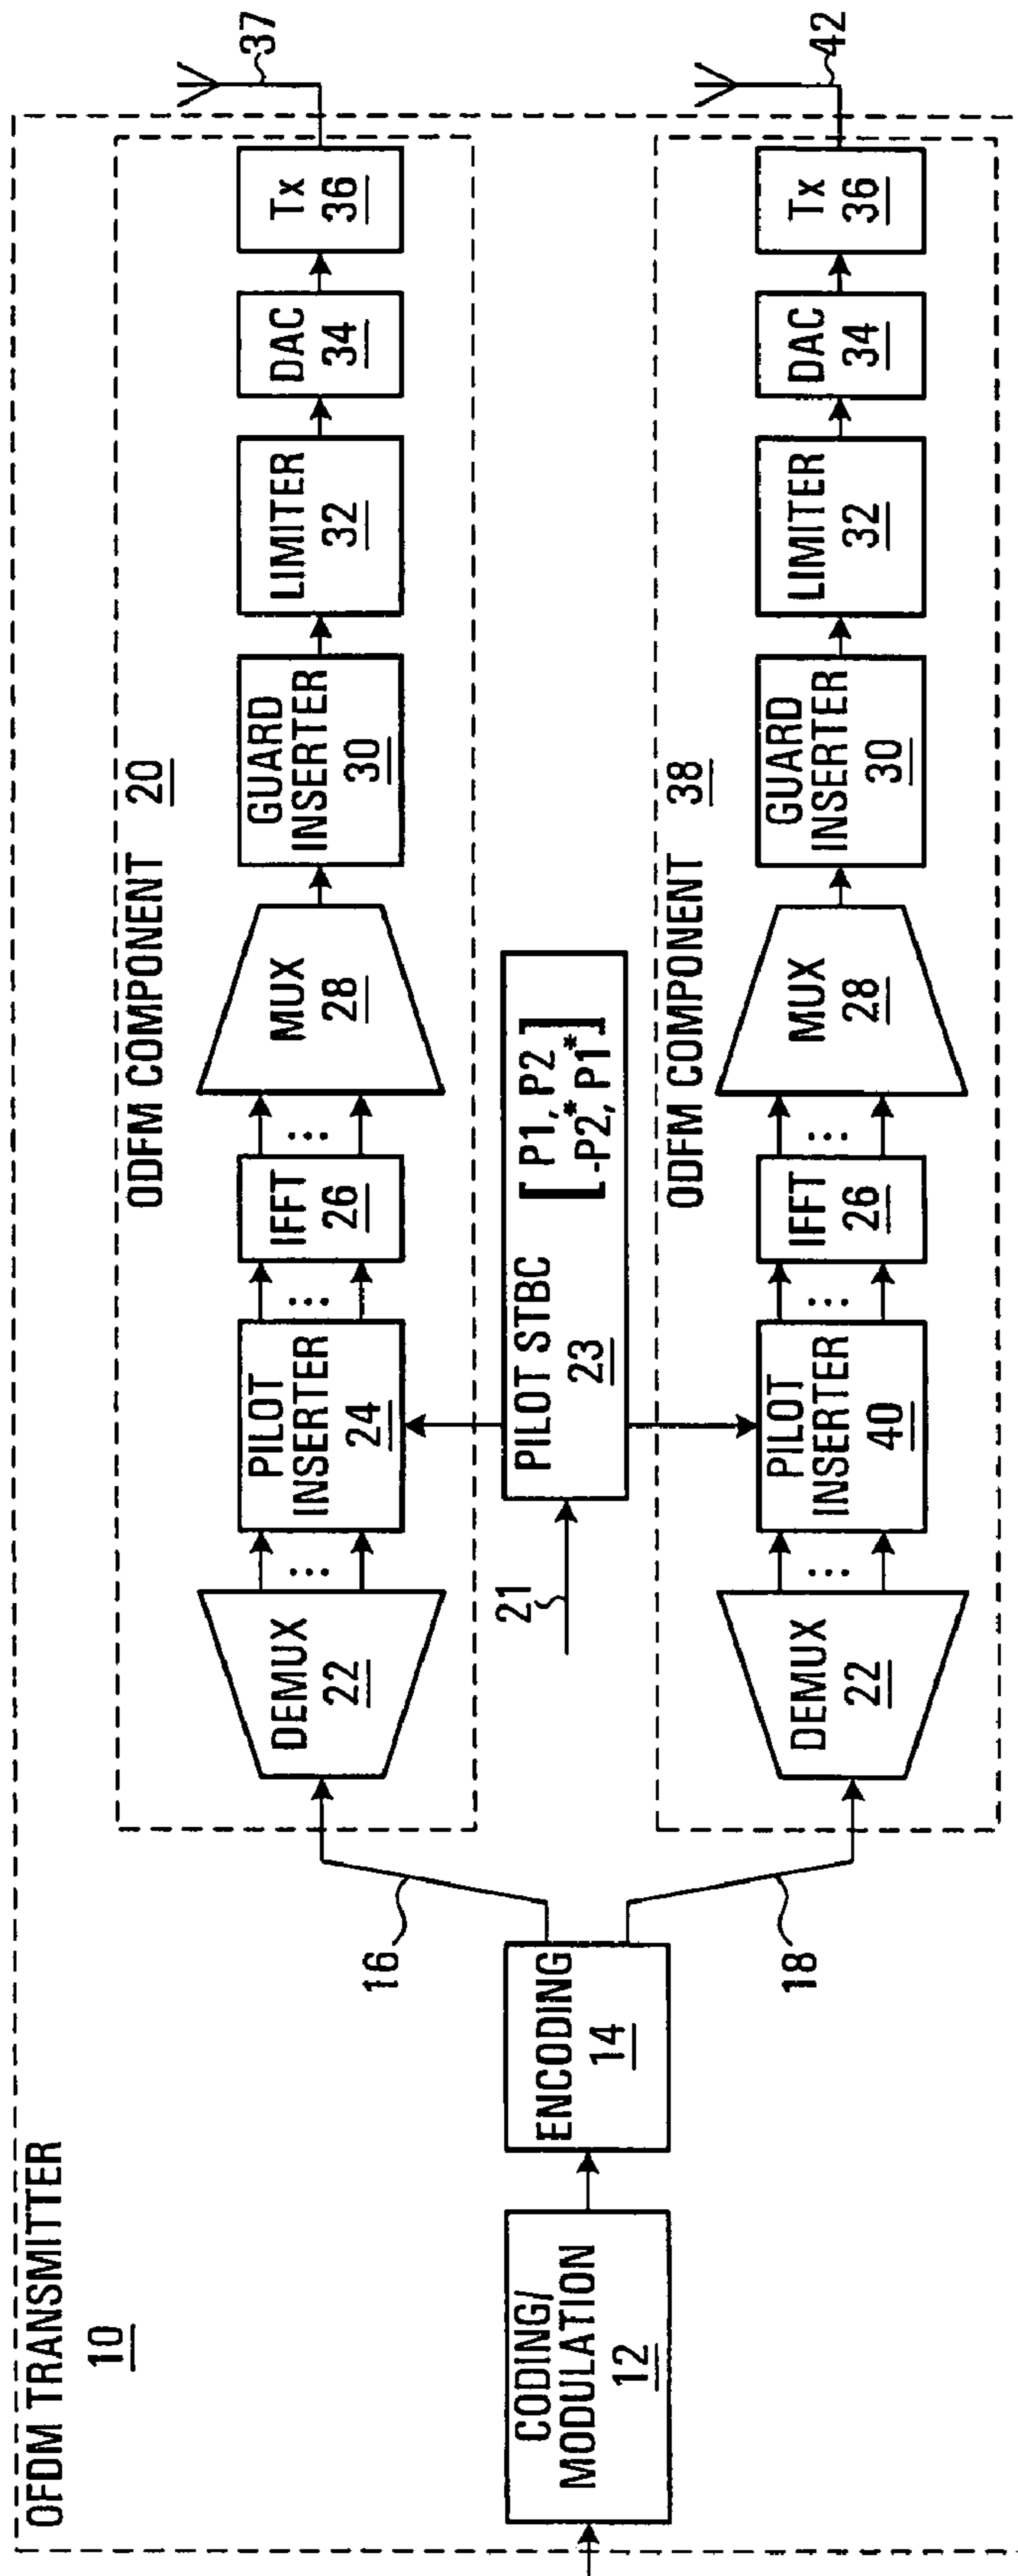 OFDM TRANSMITTER
10
CODING/
MODULATION
12
ENCODING
14
16
18
ODFM COMPONENT 20
DEMUX
22
PILOT
INSERTER
24
IFFT
26
MUX
28
GUARD
INSERTER
30
LIMITER
32
DAC
34
Tx
36
37
21
PILOT STBC
23
[P1, P2]
[-P2*, P1*]
ODFM COMPONENT 38
DEMUX
22
PILOT
INSERTER
40
IFFT
26
MUX
28
GUARD
INSERTER
30
LIMITER
32
DAC
34
Tx
36
42